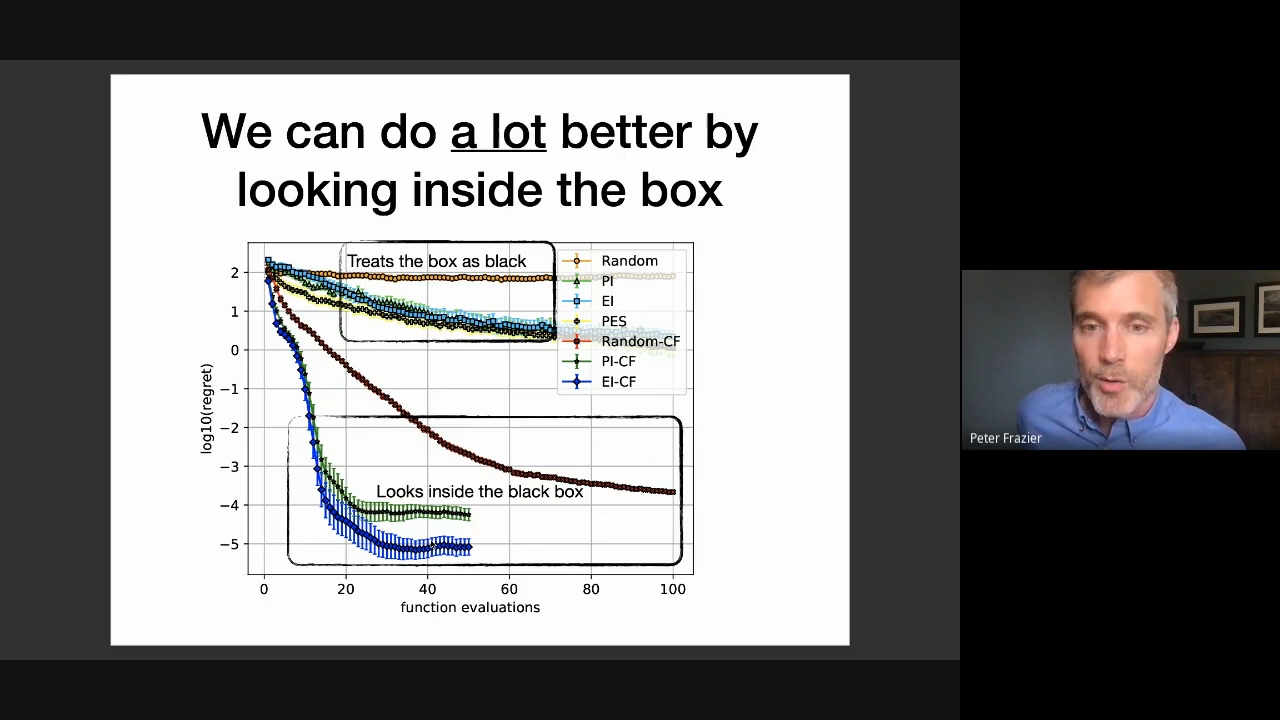 We can do a lot better by
looking inside the box
Treats the box as black
Random
PI
EI
PES
Random-CF
PI-CF
EI-CF
Looks inside the black box
log10(regret)
2
1
0
−1
−2
−3
−4
−5
0 20 40 60 80 100
function evaluations
Peter Frazier